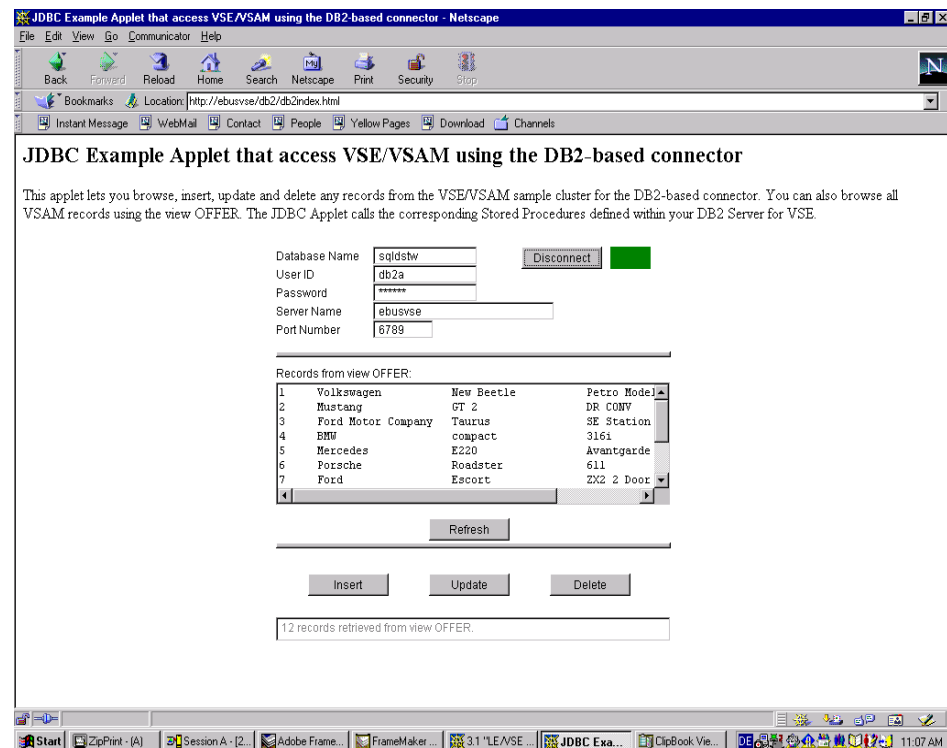 JDBC Example Applet that access VSE/VSAM using the DB2-based connector - Netscape
File Edit View Go Communicator Help
Back Forward Reload Home Search Netscape Print Security Stop
My
N
Bookmarks Location: http://ebusvse/db2/db2index.html
Instant Message WebMail Contact People Yellow Pages Download Channels
JDBC Example Applet that access VSE/VSAM using the DB2-based connector
This applet lets you browse, insert, update and delete any records from the VSE/VSAM sample cluster for the DB2-based connector. You can also browse all
VSAM records using the view OFFER. The JDBC Applet calls the corresponding Stored Procedures defined within your DB2 Server for VSE.
Database Name sqldstw Disconnect
User ID db2a
Password ******
Server Name ebusvse
Port Number 6789
Records from view OFFER:
1 Volkswagen New Beetle Petro Model
2 Mustang GT 2 DR CONV
3 Ford Motor Company Taurus SE Station
4 BMW compact 316i
5 Mercedes E220 Avantgarde
6 Porsche Roadster 611
7 Ford Escort ZX2 2 Door
Refresh
Insert Update Delete
12 records retrieved from view OFFER.
Start ZipPrint - (A) Session A - [2... Adobe Frame... FrameMaker ... 3.1 "LE/VSE ... JDBC Exa... ClipBook Vie... DE 11:07 AM